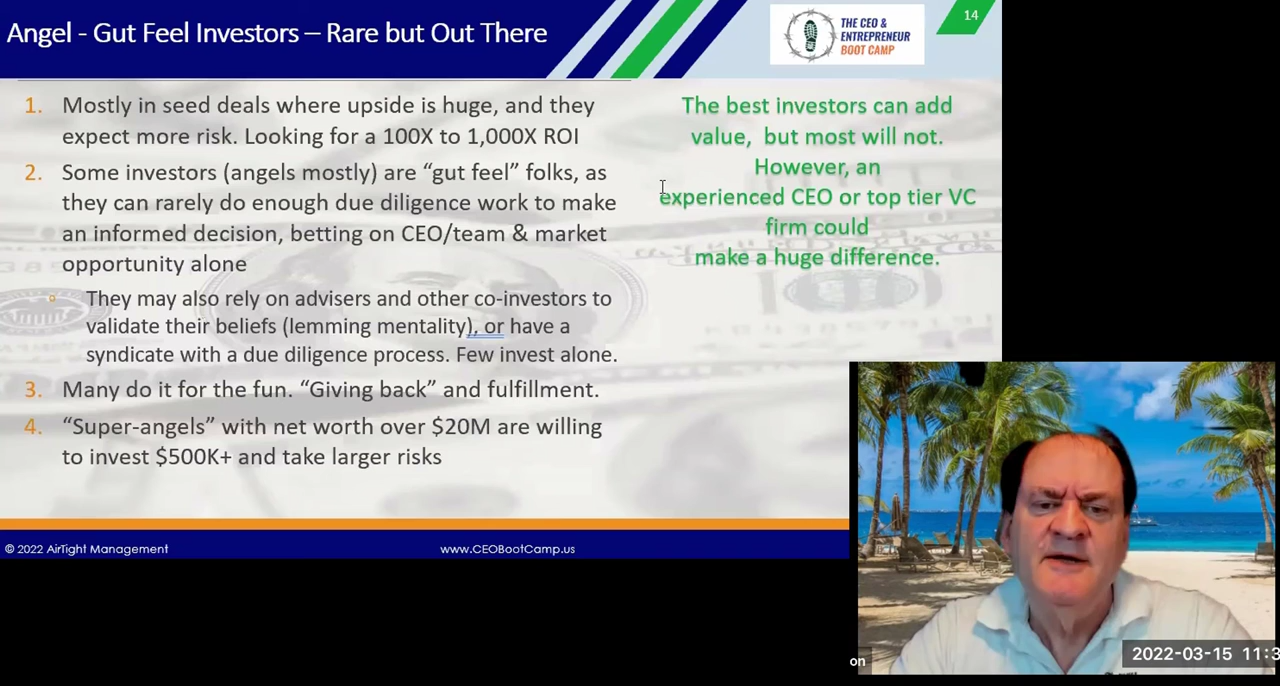 Angel - Gut Feel Investors – Rare but Out There
THE CEO &
ENTREPRENEUR
BOOT CAMP
14
1. Mostly in seed deals where upside is huge, and they
expect more risk. Looking for a 100X to 1,000X ROI
2. Some investors (angels mostly) are “gut feel” folks, as
they can rarely do enough due diligence work to make
an informed decision, betting on CEO/team & market
opportunity alone
They may also rely on advisers and other co-investors to
validate their beliefs (lemming mentality), or have a
syndicate with a due diligence process. Few invest alone.
3. Many do it for the fun. “Giving back” and fulfillment.
4. “Super-angels” with net worth over $20M are willing
to invest $500K+ and take larger risks
The best investors can add
value, but most will not.
However, an
experienced CEO or top tier VC
firm could
make a huge difference.
© 2022 AirTight Management
www.CEOBootCamp.us
on
2022-03-15 11:3